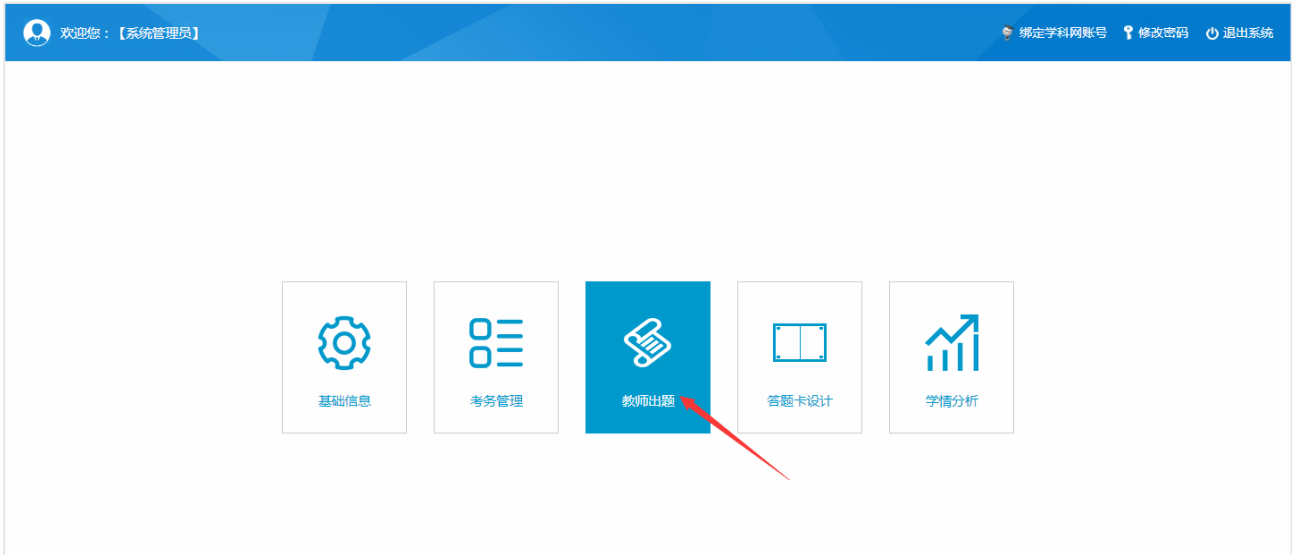 欢迎您：【系统管理员】
绑定学科网账号 修改密码 退出系统
基础信息 考务管理 教师出题 答题卡设计 学情分析